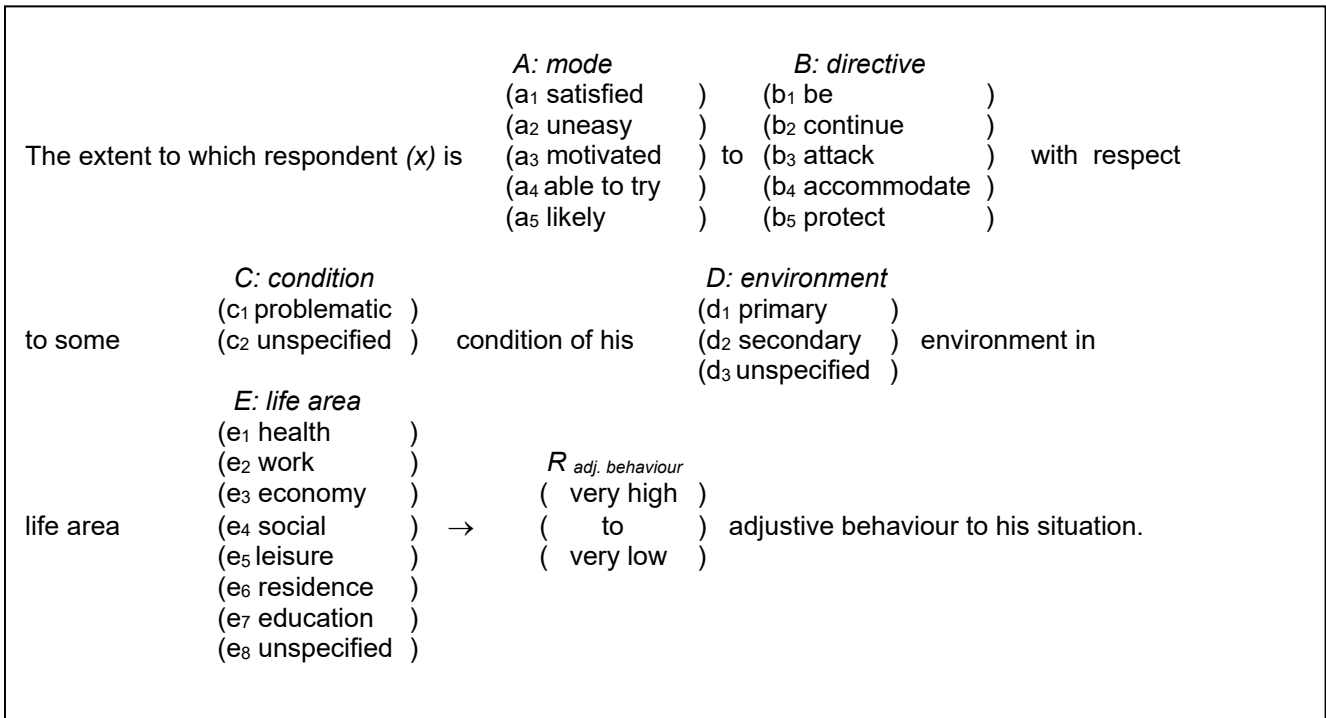 A: mode B: directive
(a1 satisfied ) (b1 be )
(a2 uneasy ) (b2 continue )
The extent to which respondent (x) is (a3 motivated ) to (b3 attack ) with respect
(a4 able to try ) (b4 accommodate )
(a5 likely ) (b5 protect )
C: condition D: environment
(c1 problematic ) (d1 primary )
to some (c2 unspecified ) condition of his (d2 secondary ) environment in
(d3 unspecified )
E: life area
(e1 health )
(e2 work ) R adj. behaviour
(e3 economy ) ( very high )
life area (e4 social ) → ( to ) adjustive behaviour to his situation.
(e5 leisure ) ( very low )
(e6 residence )
(e7 education )
(e8 unspecified )